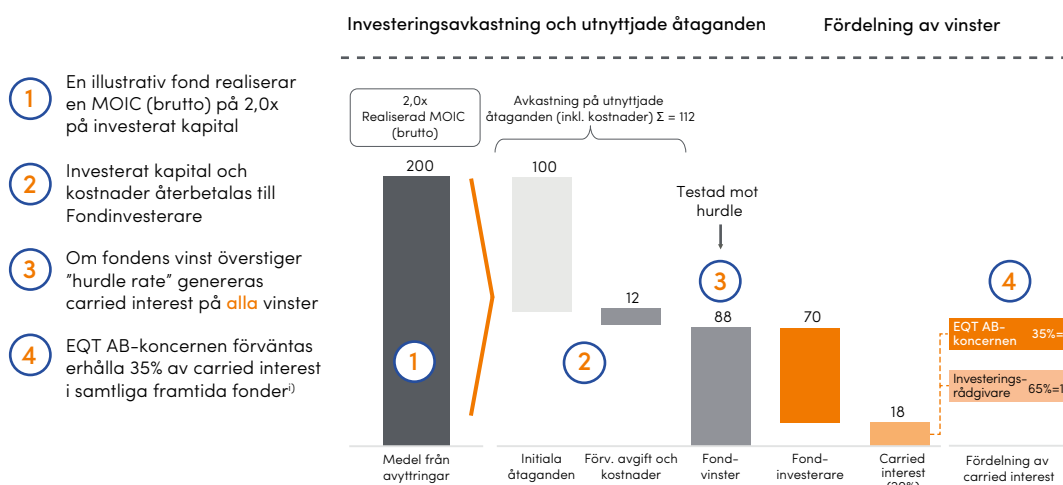 Investeringsavkastning och utnyttjade åtaganden
Fördelning av vinster
1
En illustrativ fond realiserar
en MOIC (brutto) på 2,0x
på investerat kapital
2
Investerat kapital och
kostnader återbetalas till
Fondinvesterare
3
Om fondens vinst överstiger
"hurdle rate" genereras
carried interest på alla vinster
4
EQT AB-koncernen förväntas
erhålla 35% av carried interest
i samtliga framtida fonder i)
2,0x
Realiserad MOIC
(brutto)
Avkastning på utnyttjade
åtaganden (inkl. kostnader) Σ = 112
200
100
12
Testad mot
hurdle
88
70
18
1
2
3
4
EQT AB-
koncernen
35%=
Investerings-
rådgivare
65%=1
Medel från
avyttringar
Initiala
åtaganden
Förv. avgift och
kostnader
Fond-
vinster
Fond-
investerare
Carried
interest
(20%)
Fördelning av
carried interest